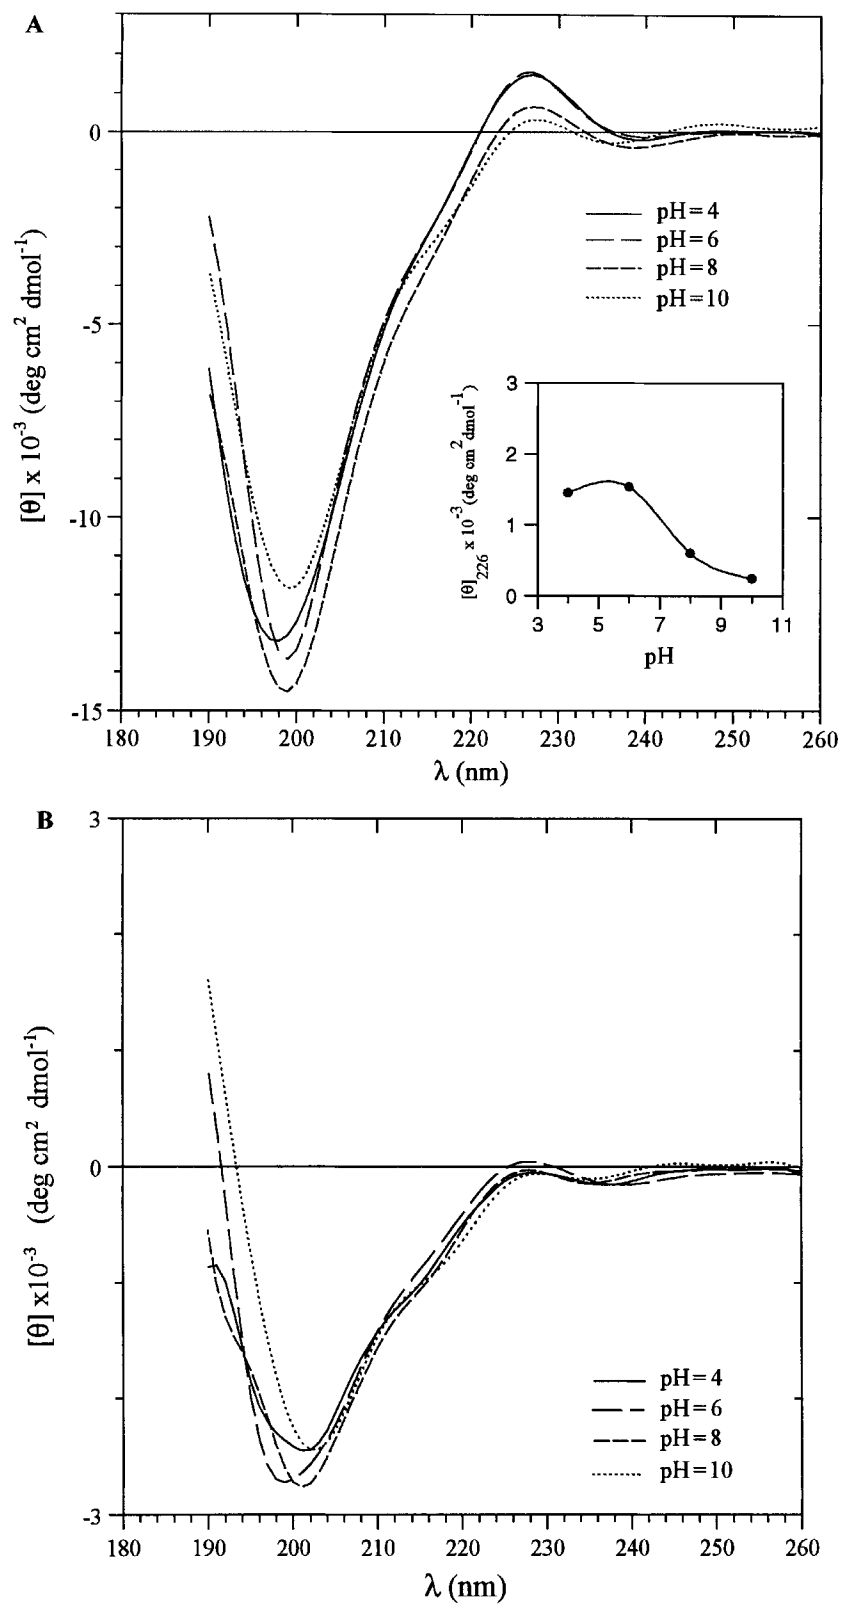 A
0
-5
-10
-15
[θ] x 10⁻³ (deg cm² dmol⁻¹)
pH=4
pH=6
pH=8
pH=10
3
2
1
0
[θ]₂₂₆ x 10⁻³ (deg cm² dmol⁻¹)
3 5 7 9 11
pH
180 190 200 210 220 230 240 250 260
λ (nm)
B
3
0
-3
[θ] x10⁻³ (deg cm² dmol⁻¹)
pH=4
pH=6
pH=8
pH=10
180 190 200 210 220 230 240 250 260
λ (nm)